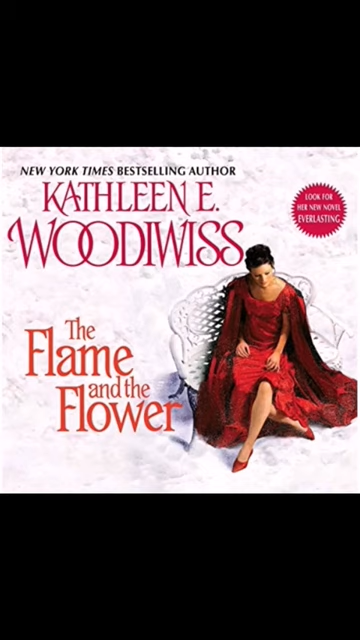 NEW YORK TIMES BESTSELLING AUTHOR
KATHLEEN E.
WOODIWISS
LOOK FOR
HER NEW NOVEL
EVERLASTING
The
Flame
and the
Flower